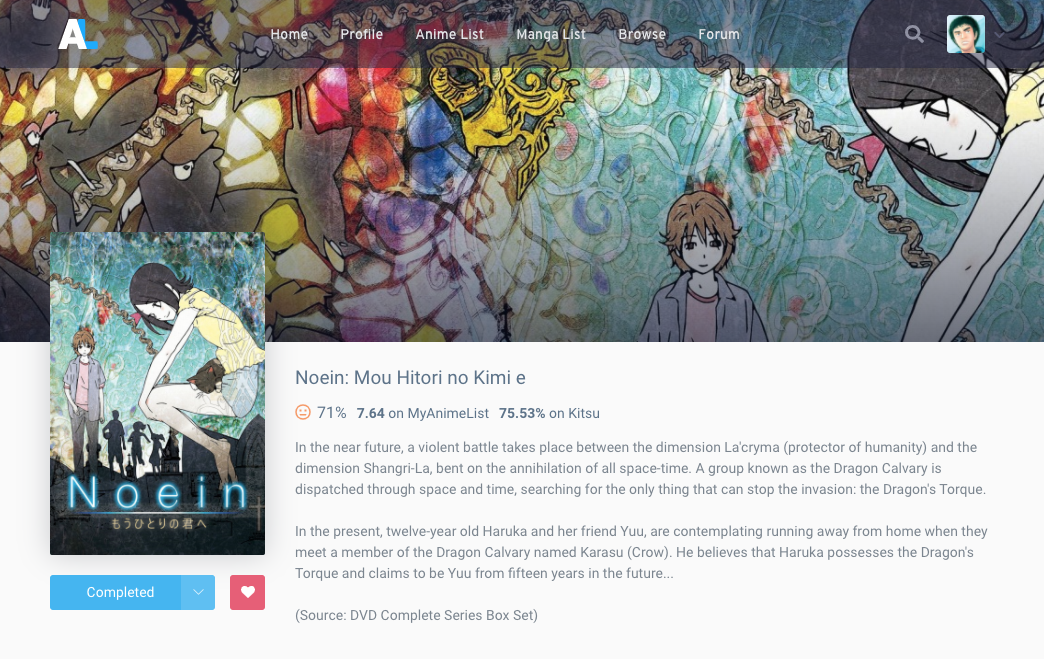 AL
Home Profile Anime List Manga List Browse Forum
Noein
もうひとりの君へ
Completed
Noein: Mou Hitori no Kimi e
71% 7.64 on MyAnimeList 75.53% on Kitsu
In the near future, a violent battle takes place between the dimension La'cryma (protector of humanity) and the
dimension Shangri-La, bent on the annihilation of all space-time. A group known as the Dragon Calvary is
dispatched through space and time, searching for the only thing that can stop the invasion: the Dragon's Torque.
In the present, twelve-year old Haruka and her friend Yuu, are contemplating running away from home when they
meet a member of the Dragon Calvary named Karasu (Crow). He believes that Haruka possesses the Dragon's
Torque and claims to be Yuu from fifteen years in the future...
(Source: DVD Complete Series Box Set)